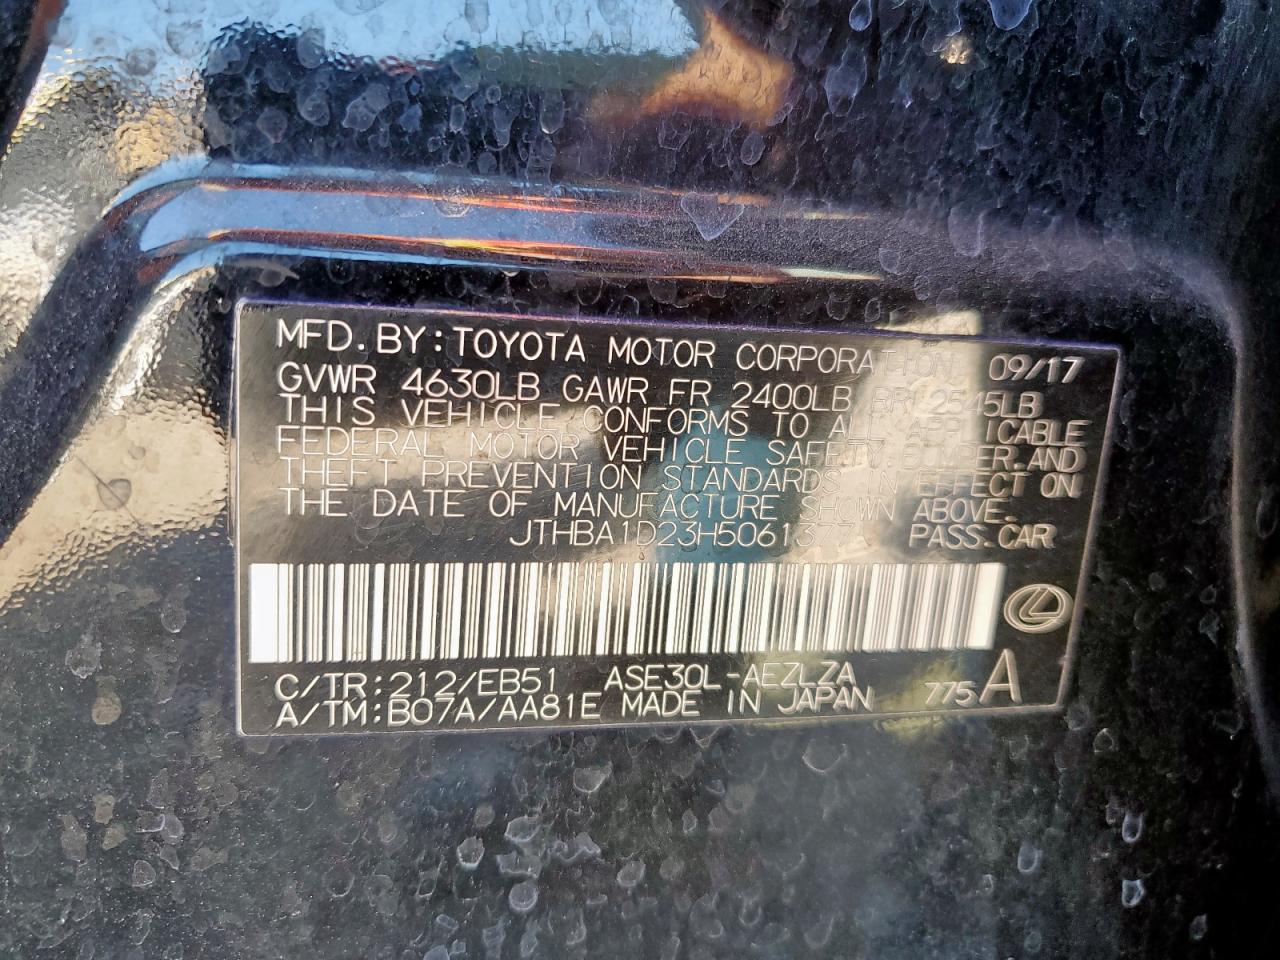 MFD. BY: TOYOTA MOTOR CORPORATION 09/17
GVWR 4630LB GAWR FR 2400LB RR 2545LB
THIS VEHICLE CONFORMS TO ALL APPLICABLE
FEDERAL MOTOR VEHICLE SAFETY, BUMPER, AND
THEFT PREVENTION STANDARDS IN EFFECT ON
THE DATE OF MANUFACTURE SHOWN ABOVE.
JTHBA1D23H5061377 PASS. CAR
C/TR: 212/EB51 ASE30L-AEZLZA
A/TM: B07A/AA81E MADE IN JAPAN 775 A